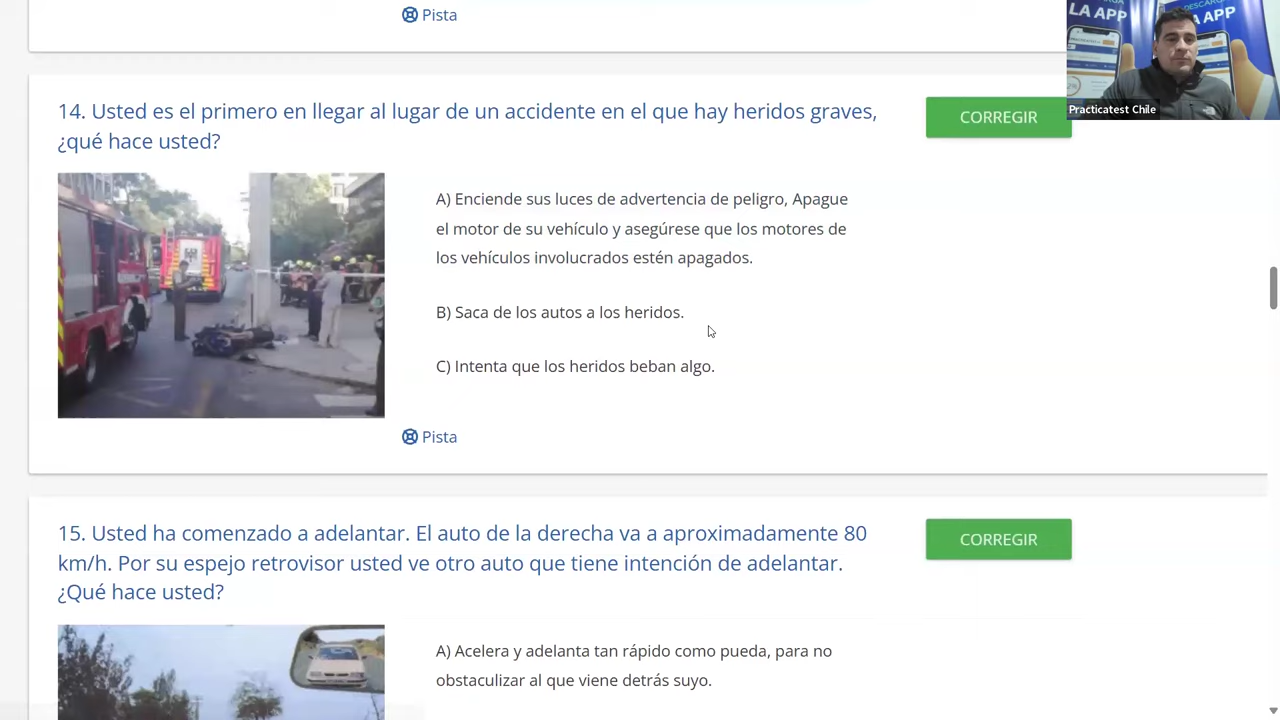 Pista
LA APP
DESCARGA
A APP
Practicatest Chile
14. Usted es el primero en llegar al lugar de un accidente en el que hay heridos graves,
¿qué hace usted?
CORREGIR
A) Enciende sus luces de advertencia de peligro, Apague
el motor de su vehículo y asegúrese que los motores de
los vehículos involucrados estén apagados.
B) Saca de los autos a los heridos.
C) Intenta que los heridos beban algo.
Pista
15. Usted ha comenzado a adelantar. El auto de la derecha va a aproximadamente 80
km/h. Por su espejo retrovisor usted ve otro auto que tiene intención de adelantar.
¿Qué hace usted?
CORREGIR
A) Acelera y adelanta tan rápido como pueda, para no
obstaculizar al que viene detrás suyo.